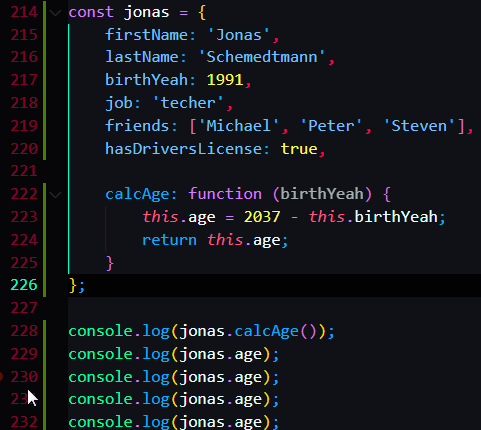 214 const jonas = {
215 firstName: 'Jonas',
216 lastName: 'Schemedtmann',
217 birthYeah: 1991,
218 job: 'techer',
219 friends: ['Michael', 'Peter', 'Steven'],
220 hasDriversLicense: true,
221
222 calcAge: function (birthYeah) {
223 this.age = 2037 - this.birthYeah;
224 return this.age;
225 }
226 };
227
228 console.log(jonas.calcAge());
229 console.log(jonas.age);
230 console.log(jonas.age);
23 console.log(jonas.age);
232 console.log(jonas.age);